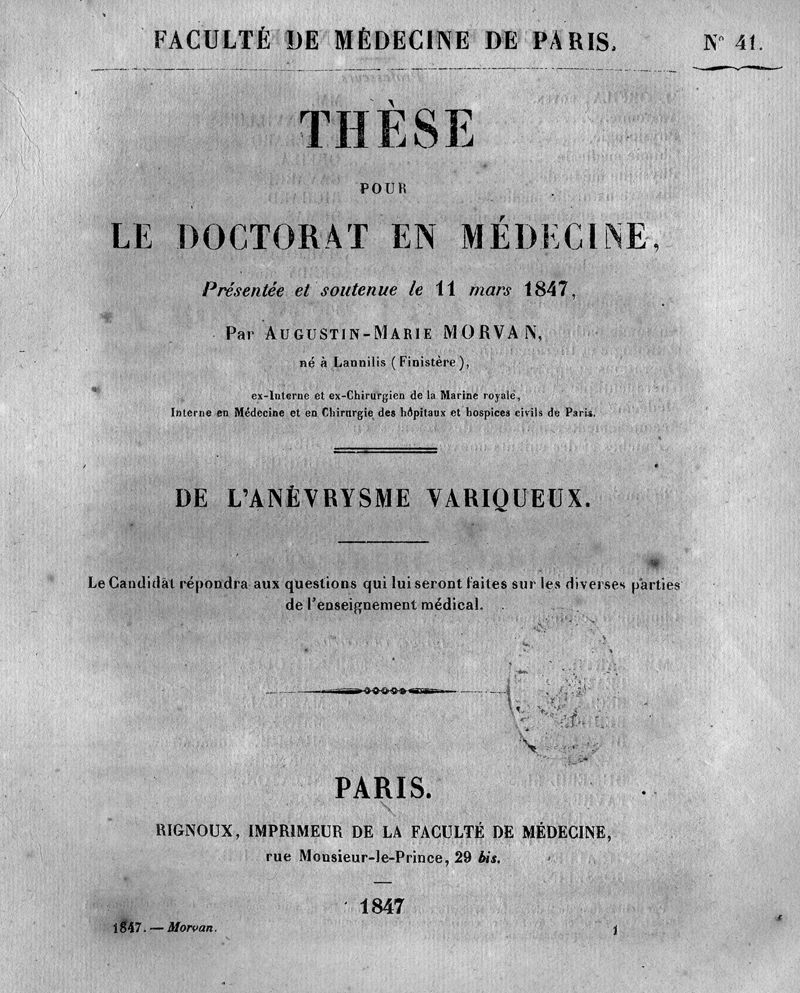 FACULTÉ DE MÉDECINE DE PARIS. N° 41.
THÈSE
POUR
LE DOCTORAT EN MÉDECINE,
Présentée et soutenue le 11 mars 1847,
Par AUGUSTIN-MARIE MORVAN,
né à Lannilis (Finistère),
ex-Interne et ex-Chirurgien de la Marine royale,
Interne en Médecine et en Chirurgie des hôpitaux et hospices civils de Paris.
DE L'ANÉVRYSME VARIQUEUX.
Le Candidat répondra aux questions qui lui seront faites sur les diverses parties
de l'enseignement médical.
PARIS.
RIGNOUX, IMPRIMEUR DE LA FACULTÉ DE MÉDECINE,
rue Monsieur-le-Prince, 29 bis.
1847
1847. — Morvan. 1